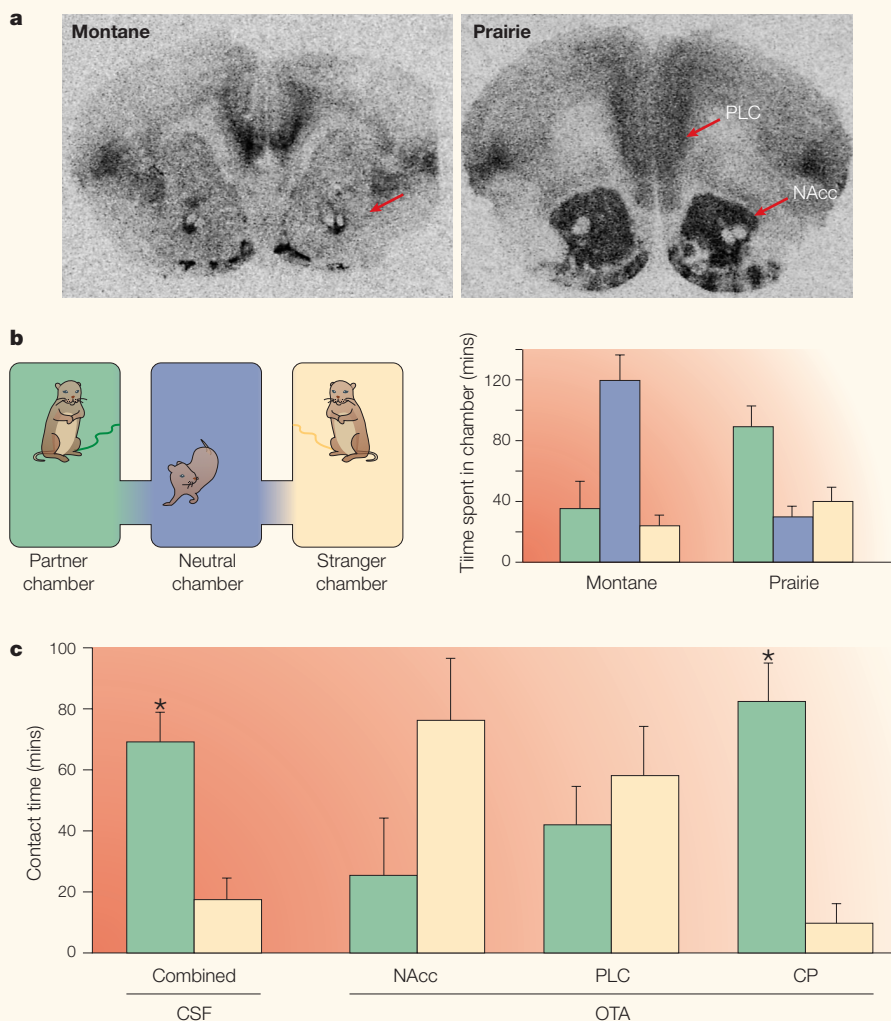 a
Montane
Prairie
PLC
NAcc
b
Partner
chamber
Neutral
chamber
Stranger
chamber
Tiime spent in chamber (mins)
120
80
40
0
Montane
Prairie
c
Contact time (mins)
100
80
60
40
20
0
*
*
Combined
NAcc
PLC
CP
CSF
OTA